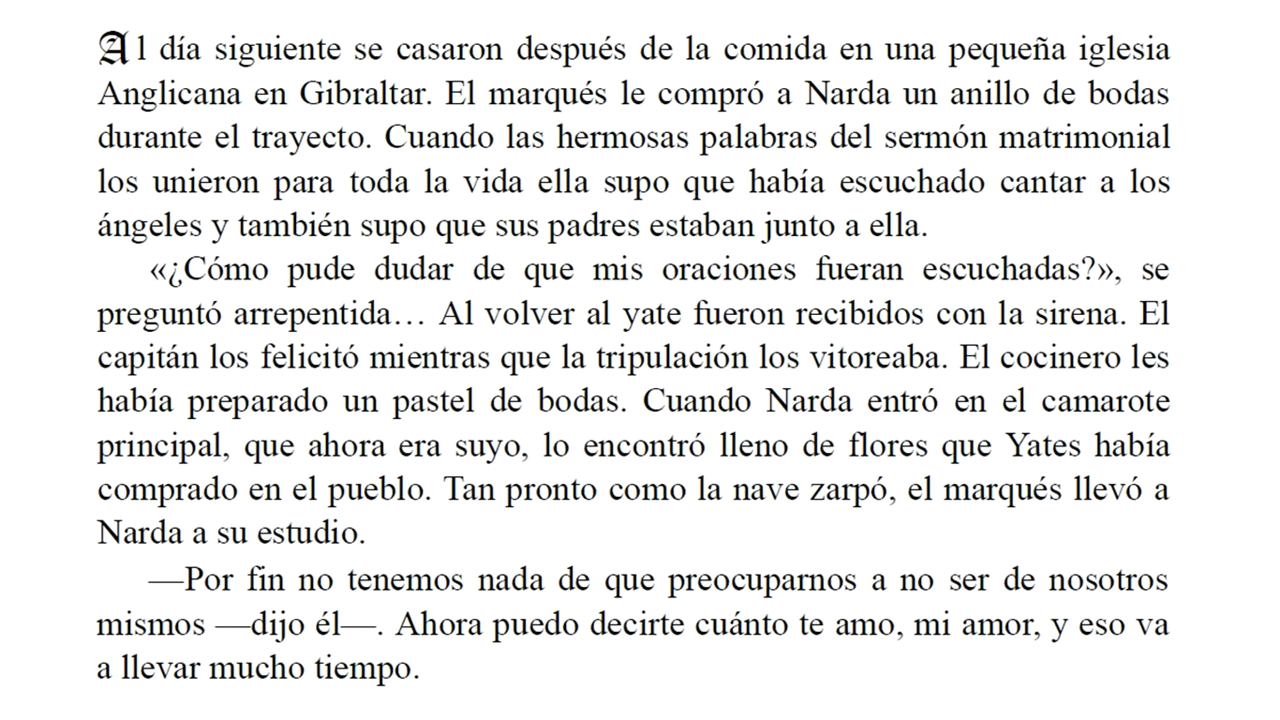 Al día siguiente se casaron después de la comida en una pequeña iglesia
Anglicana en Gibraltar. El marqués le compró a Narda un anillo de bodas
durante el trayecto. Cuando las hermosas palabras del sermón matrimonial
los unieron para toda la vida ella supo que había escuchado cantar a los
ángeles y también supo que sus padres estaban junto a ella.
«¿Cómo pude dudar de que mis oraciones fueran escuchadas?», se
preguntó arrepentida… Al volver al yate fueron recibidos con la sirena. El
capitán los felicitó mientras que la tripulación los vitoreaba. El cocinero les
había preparado un pastel de bodas. Cuando Narda entró en el camarote
principal, que ahora era suyo, lo encontró lleno de flores que Yates había
comprado en el pueblo. Tan pronto como la nave zarpó, el marqués llevó a
Narda a su estudio.
—Por fin no tenemos nada de que preocuparnos a no ser de nosotros
mismos —dijo él—. Ahora puedo decirte cuánto te amo, mi amor, y eso va
a llevar mucho tiempo.